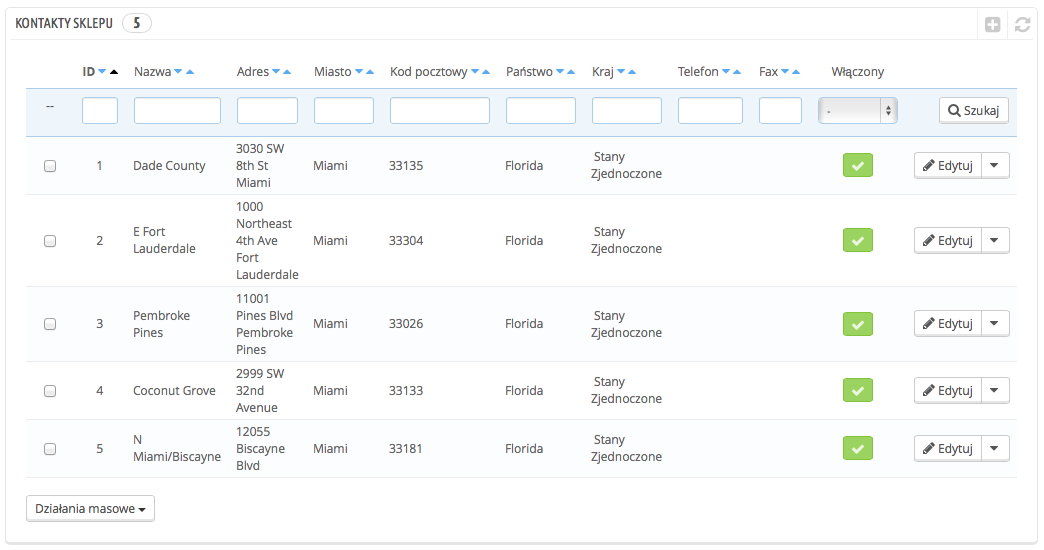 KONTAKTY SKLEPU 5
ID Nazwa Adres Miasto Kod pocztowy Państwo Kraj Telefon Fax Włączony
-- - Szukaj
1 Dade County 3030 SW 8th St Miami Miami 33135 Florida Stany Zjednoczone Edytuj
2 E Fort Lauderdale 1000 Northeast 4th Ave Fort Lauderdale Miami 33304 Florida Stany Zjednoczone Edytuj
3 Pembroke Pines 11001 Pines Blvd Pembroke Pines Miami 33026 Florida Stany Zjednoczone Edytuj
4 Coconut Grove 2999 SW 32nd Avenue Miami 33133 Florida Stany Zjednoczone Edytuj
5 N Miami/Biscayne 12055 Biscayne Blvd Miami 33181 Florida Stany Zjednoczone Edytuj
Działania masowe